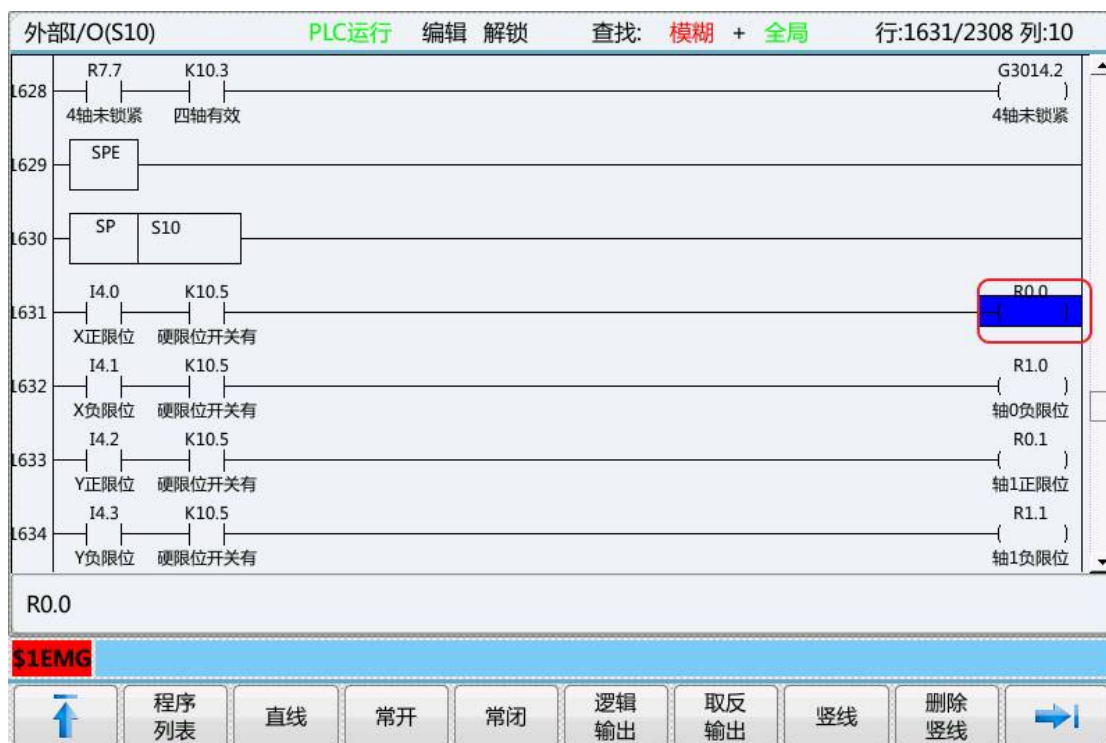 外部I/O(S10) PLC运行 编辑 解锁 查找: 模糊 + 全局 行:1631/2308 列:10
R7.7 K10.3 G3014.2
1628
4轴未锁紧 四轴有效 4轴未锁紧
SPE
1629
SP S10
1630
I4.0 K10.5 R0.0
1631
X正限位 硬限位开关有
I4.1 K10.5 R1.0
1632
X负限位 硬限位开关有 轴0负限位
I4.2 K10.5 R0.1
1633
Y正限位 硬限位开关有 轴1正限位
I4.3 K10.5 R1.1
1634
Y负限位 硬限位开关有 轴1负限位
R0.0
$1EMG
程序列表 直线 常开 常闭 逻辑输出 取反输出 竖线 删除竖线